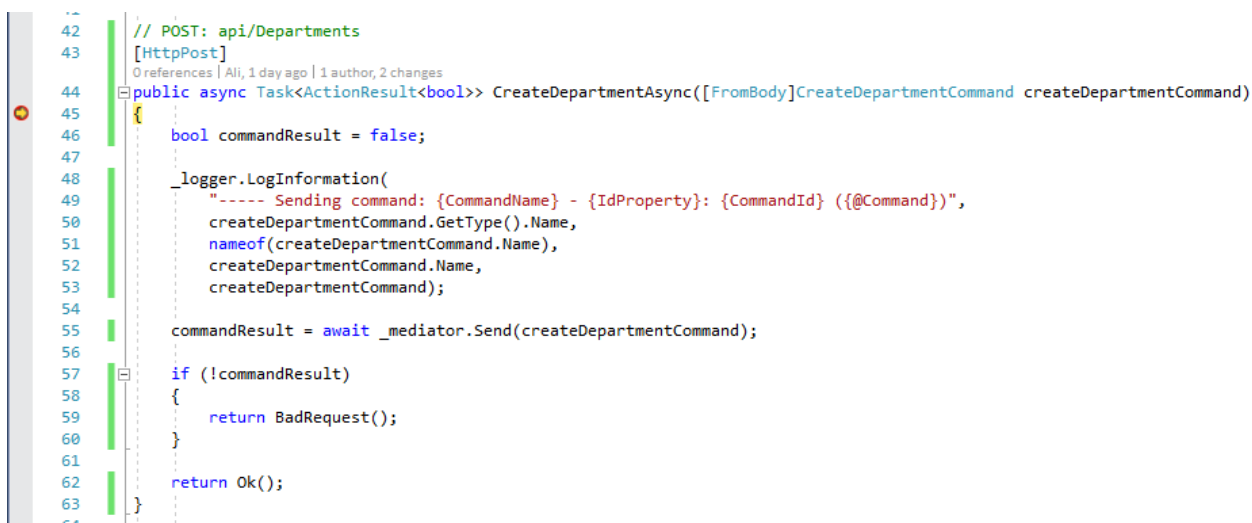 42 // POST: api/Departments
43 [HttpPost]
0 references | Ali, 1 day ago | 1 author, 2 changes
44 public async Task<ActionResult<bool>> CreateDepartmentAsync([FromBody]CreateDepartmentCommand createDepartmentCommand)
45 {
46 bool commandResult = false;
47
48 _logger.LogInformation(
49 "----- Sending command: {CommandName} - {IdProperty}: {CommandId} ({@Command})",
50 createDepartmentCommand.GetType().Name,
51 nameof(createDepartmentCommand.Name),
52 createDepartmentCommand.Name,
53 createDepartmentCommand);
54
55 commandResult = await _mediator.Send(createDepartmentCommand);
56
57 if (!commandResult)
58 {
59 return BadRequest();
60 }
61
62 return Ok();
63 }